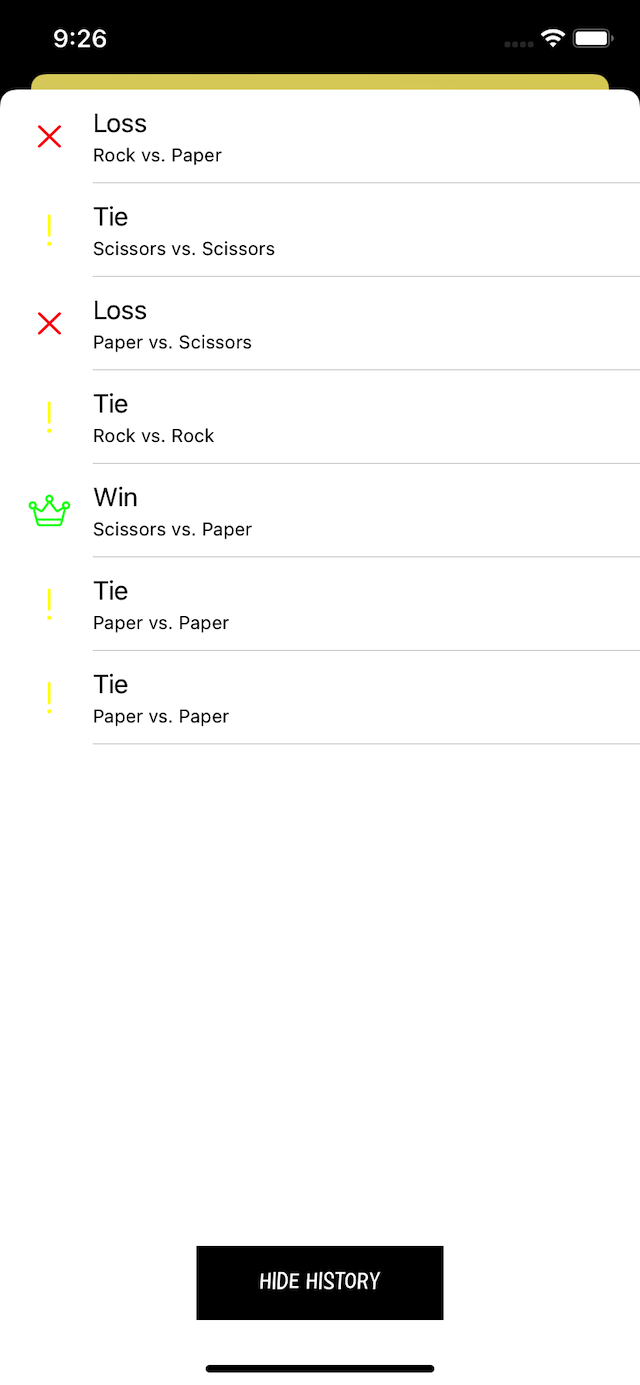 9:26
Loss
Rock vs. Paper
Tie
Scissors vs. Scissors
Loss
Paper vs. Scissors
Tie
Rock vs. Rock
Win
Scissors vs. Paper
Tie
Paper vs. Paper
Tie
Paper vs. Paper
HIDE HISTORY